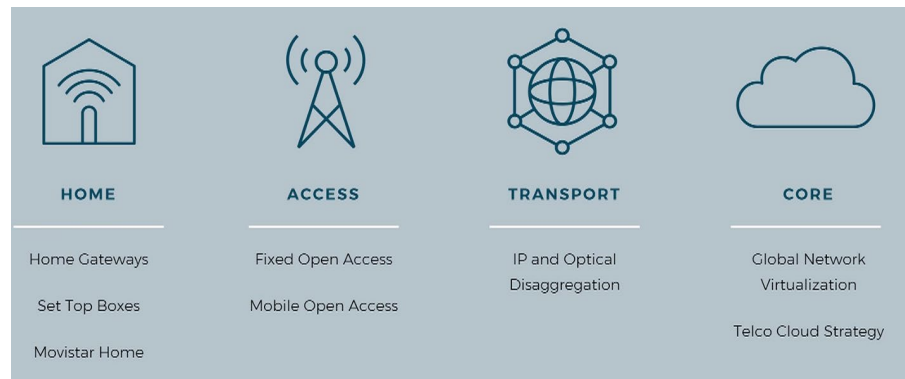 HOME
Home Gateways
Set Top Boxes
Movistar Home
ACCESS
Fixed Open Access
Mobile Open Access
TRANSPORT
IP and Optical
Disaggregation
CORE
Global Network
Virtualization
Telco Cloud Strategy